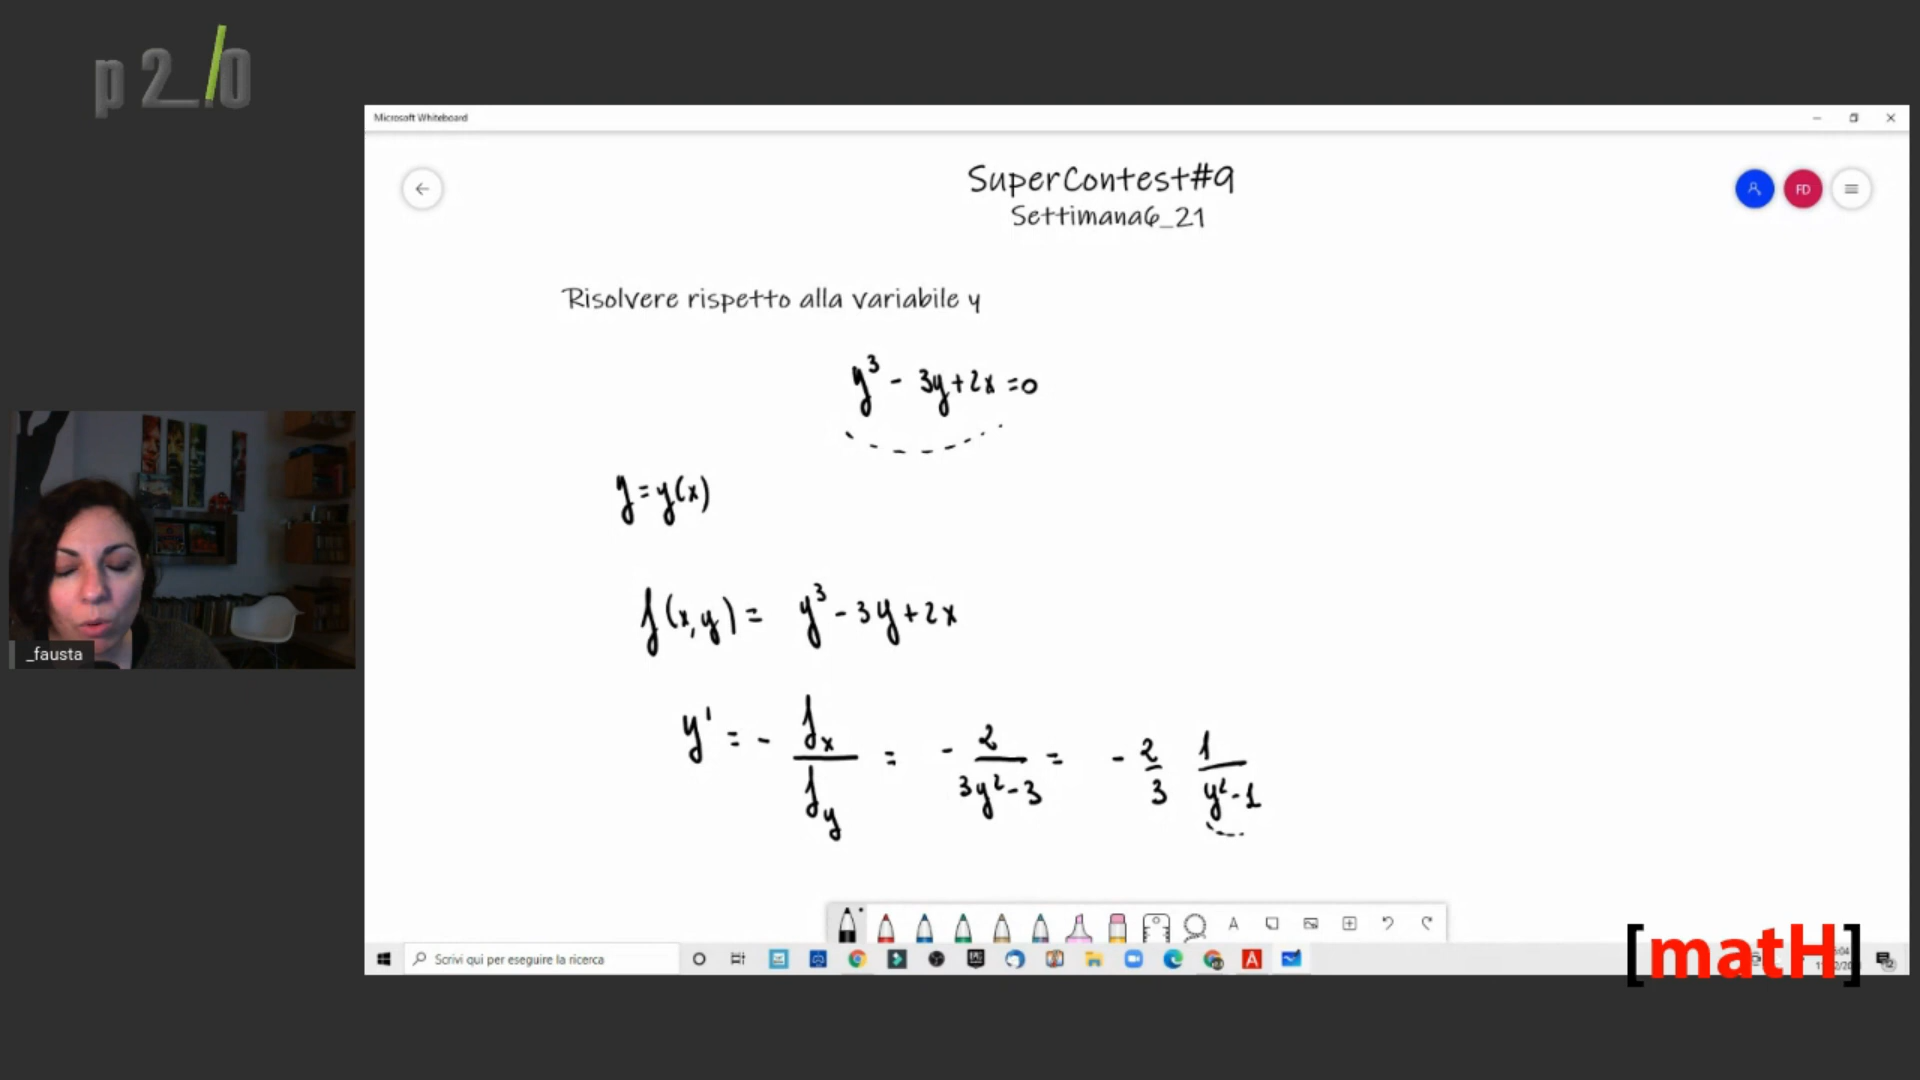 p 2_/0
Microsoft Whiteboard
SuperContest#9
Settimana6_21
FD
Risolvere rispetto alla variabile y
y³ - 3y + 2x = 0
y = y(x)
f(x,y) = y³ - 3y + 2x
y' = - fx/fy = - 2/(3y² - 3) = - 2/3 1/(y² - 1)
_fausta
A
Scrivi qui per eseguire la ricerca
[matH]